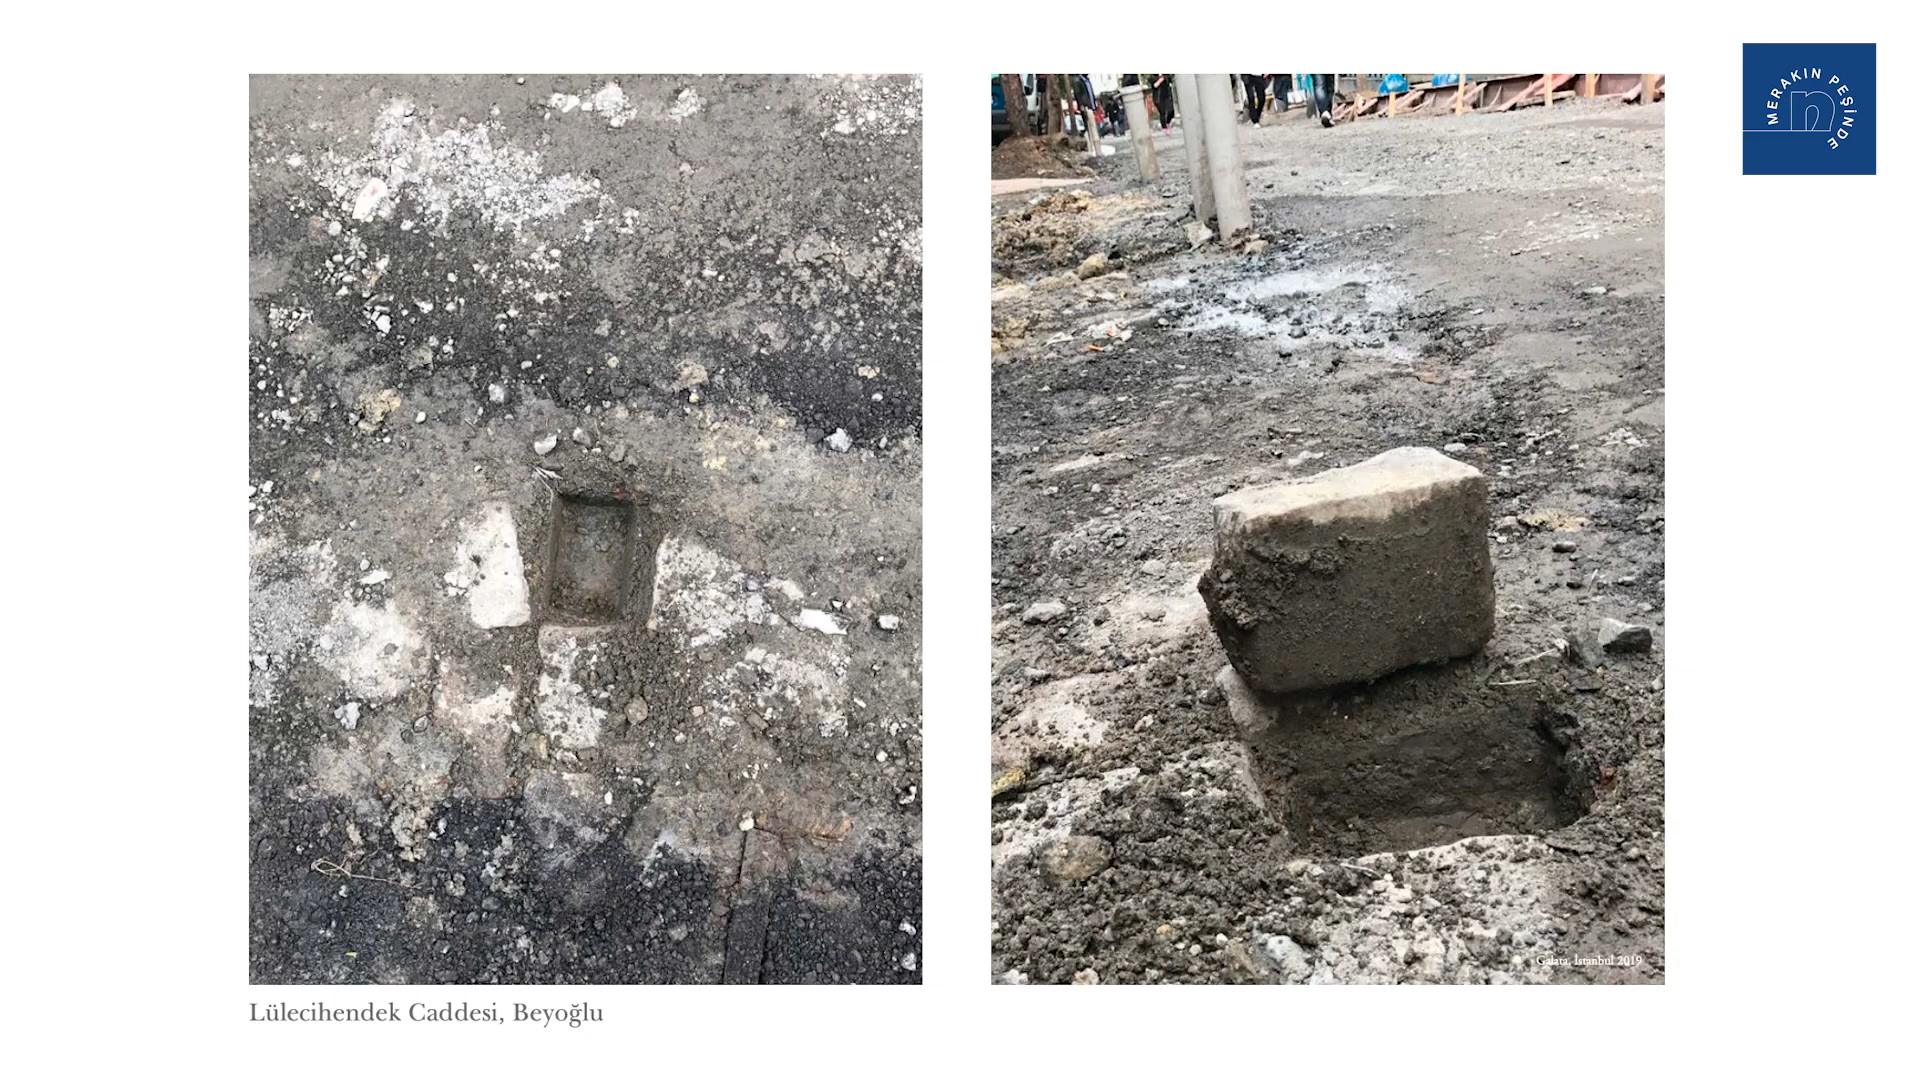 MERAKIN PEŞİNDE
n
Galata, İstanbul 2019
Lülecihendek Caddesi, Beyoğlu